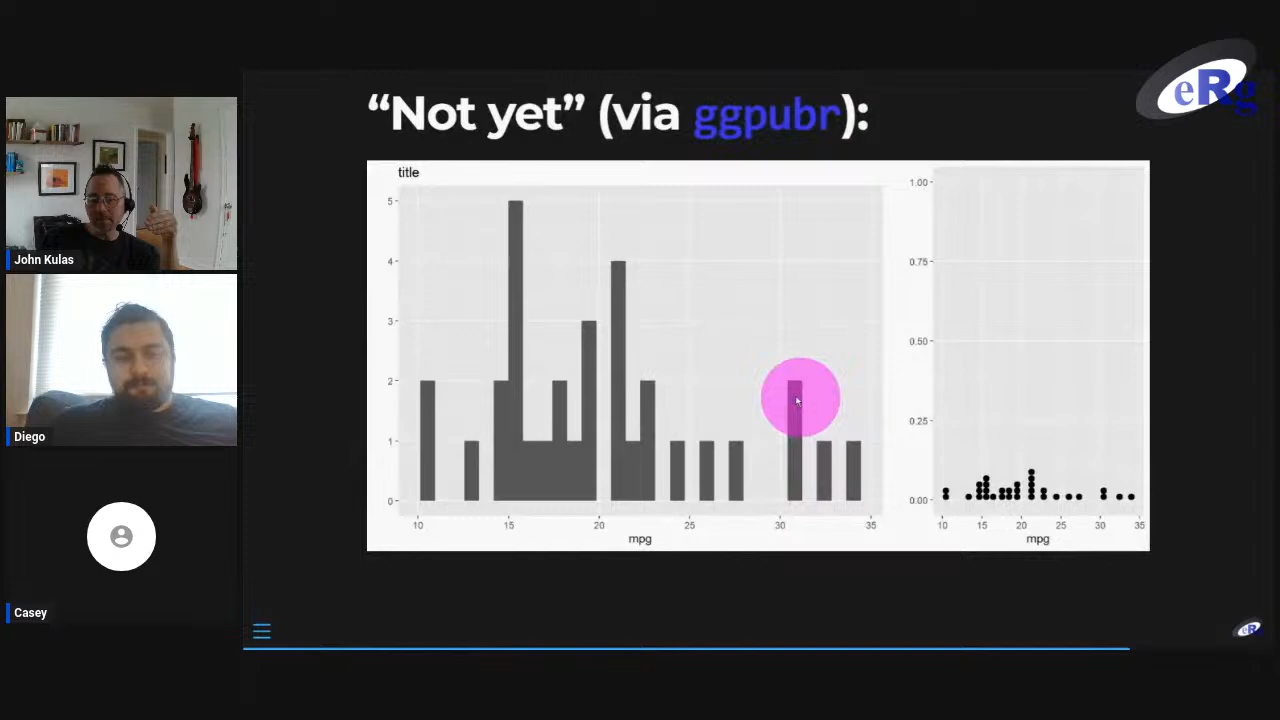 eRg
"Not yet" (via ggpubr):
title
5
4
3
2
1
0
10 15 20 25 30 35
mpg
1.00
0.75
0.50
0.25
0.00
10 15 20 25 30 35
mpg
John Kulas
Diego
Casey
eRg